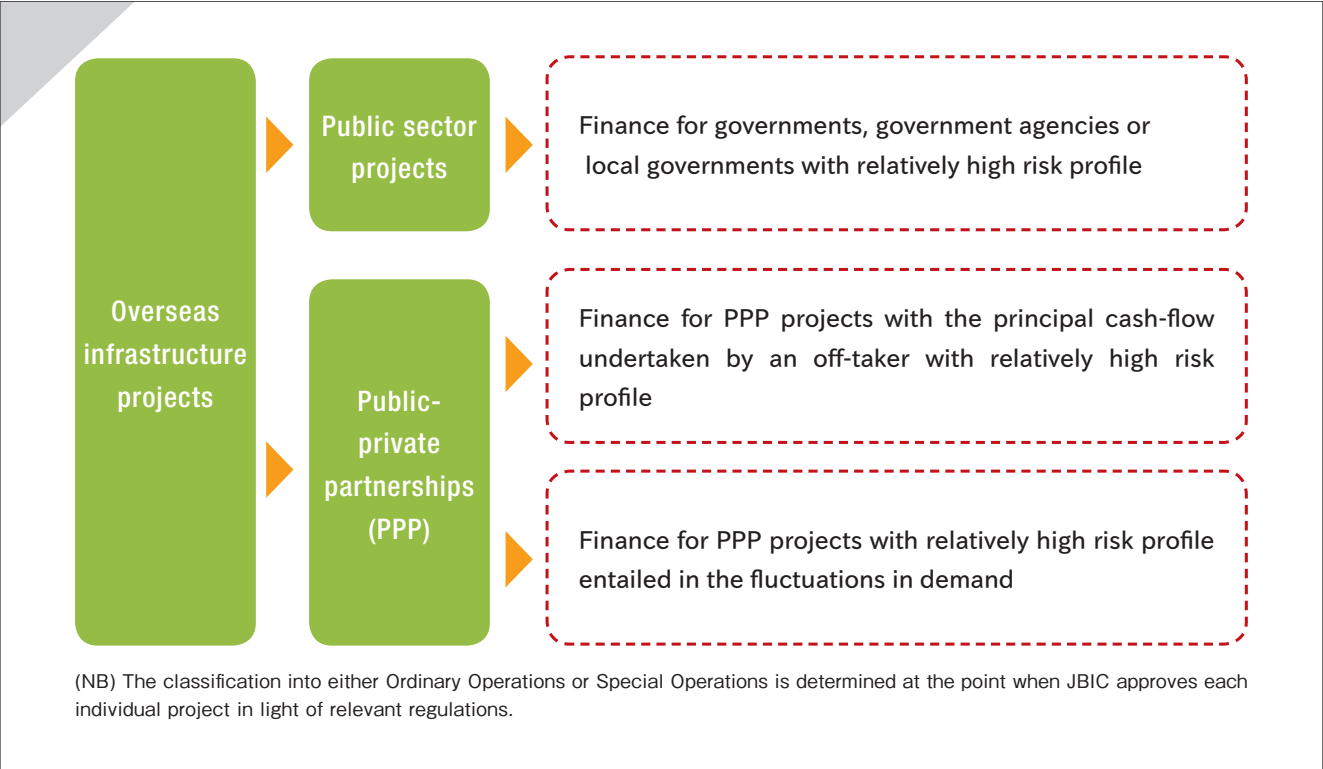 Overseas
infrastructure
projects
Public sector
projects
Finance for governments, government agencies or
local governments with relatively high risk profile
Public-
private
partnerships
(PPP)
Finance for PPP projects with the principal cash-flow
undertaken by an off-taker with relatively high risk
profile
Finance for PPP projects with relatively high risk profile
entailed in the fluctuations in demand
(NB) The classification into either Ordinary Operations or Special Operations is determined at the point when JBIC approves each
individual project in light of relevant regulations.